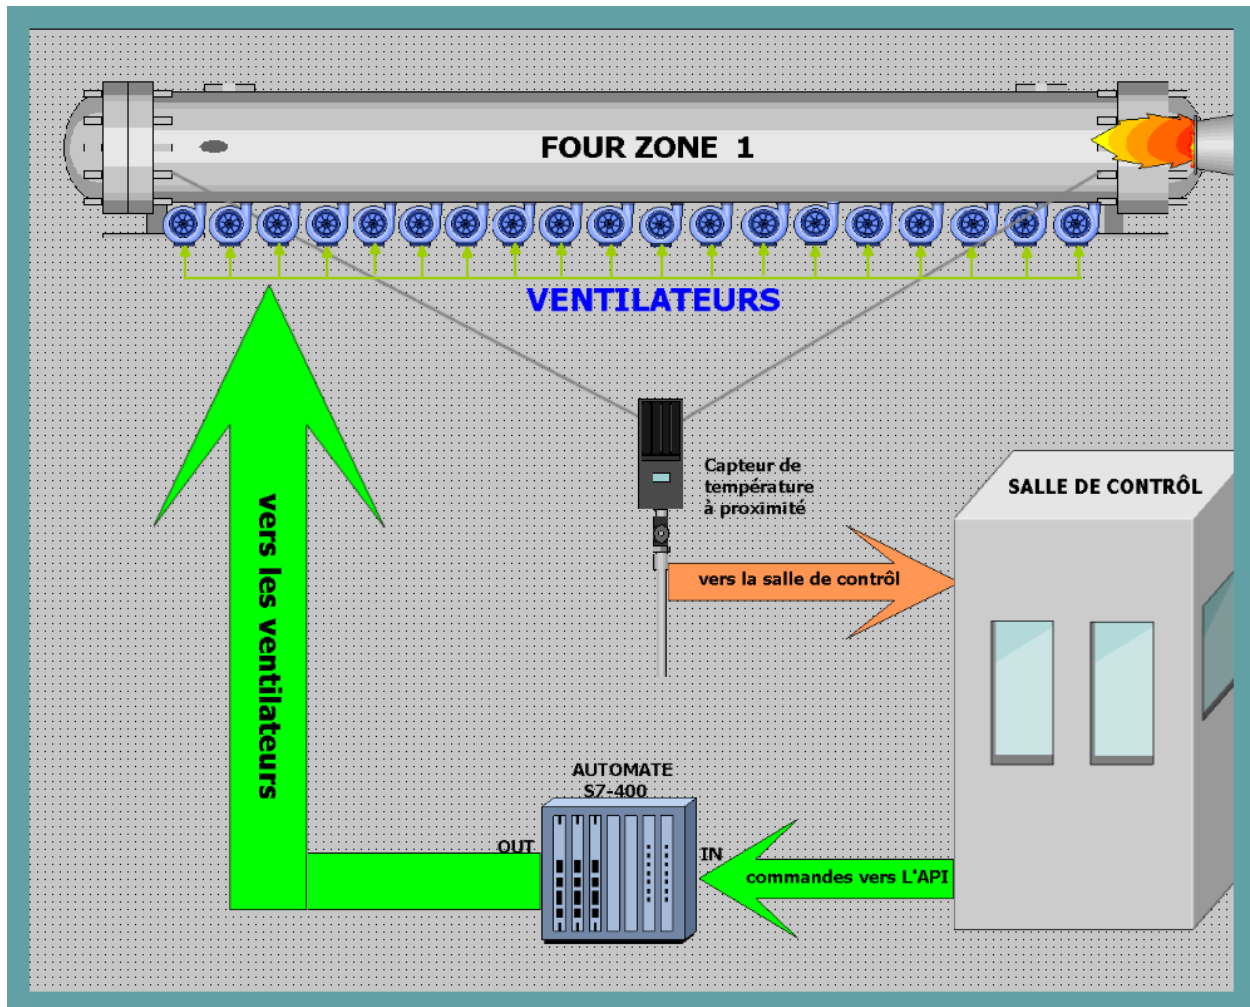 FOUR ZONE 1
VENTILATEURS
Capteur de
température
à proximité
SALLE DE CONTRÔL
vers la salle de contrôl
vers les ventilateurs
AUTOMATE
S7-400
OUT
IN
commandes vers L'API